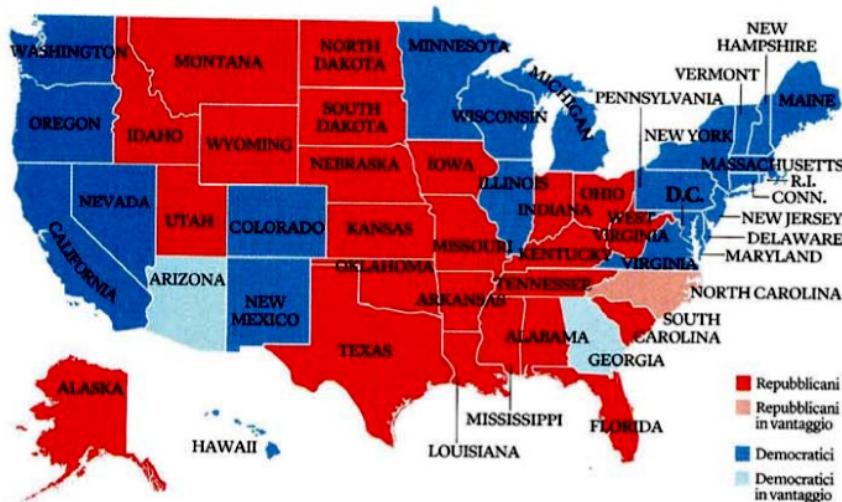 WASHINGTON
OREGON
CALIFORNIA
NEVADA
IDAHO
MONTANA
WYOMING
UTAH
COLORADO
ARIZONA
NEW
MEXICO
NORTH
DAKOTA
SOUTH
DAKOTA
NEBRASKA
KANSAS
OKLAHOMA
TEXAS
MINNESOTA
IOWA
MISSOURI
ARKANSAS
LOUISIANA
WISCONSIN
ILLINOIS
MICHIGAN
INDIANA
OHIO
KENTUCKY
TENNESSEE
MISSISSIPPI
ALABAMA
GEORGIA
FLORIDA
SOUTH
CAROLINA
NORTH CAROLINA
WEST
VIRGINIA
VIRGINIA
D.C.
PENNSYLVANIA
NEW YORK
VERMONT
NEW
HAMPSHIRE
MAINE
MASSACHUSETTS
R.I.
CONN.
NEW JERSEY
DELAWARE
MARYLAND
ALASKA
HAWAII
Repubblicani
Repubblicani
in vantaggio
Democratici
Democratici
in vantaggio